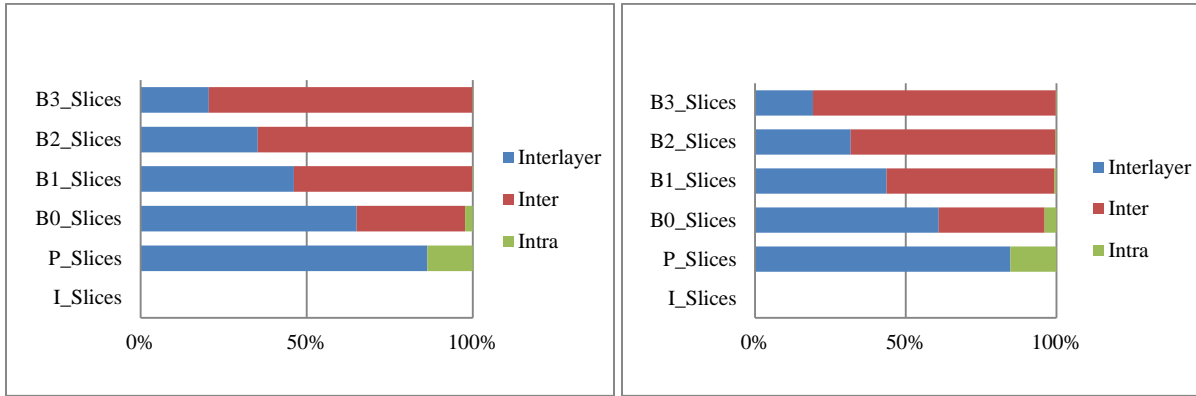 B3_Slices
B2_Slices
B1_Slices
B0_Slices
P_Slices
I_Slices
0%
50%
100%
Interlayer
Inter
Intra
B3_Slices
B2_Slices
B1_Slices
B0_Slices
P_Slices
I_Slices
0%
50%
100%
Interlayer
Inter
Intra